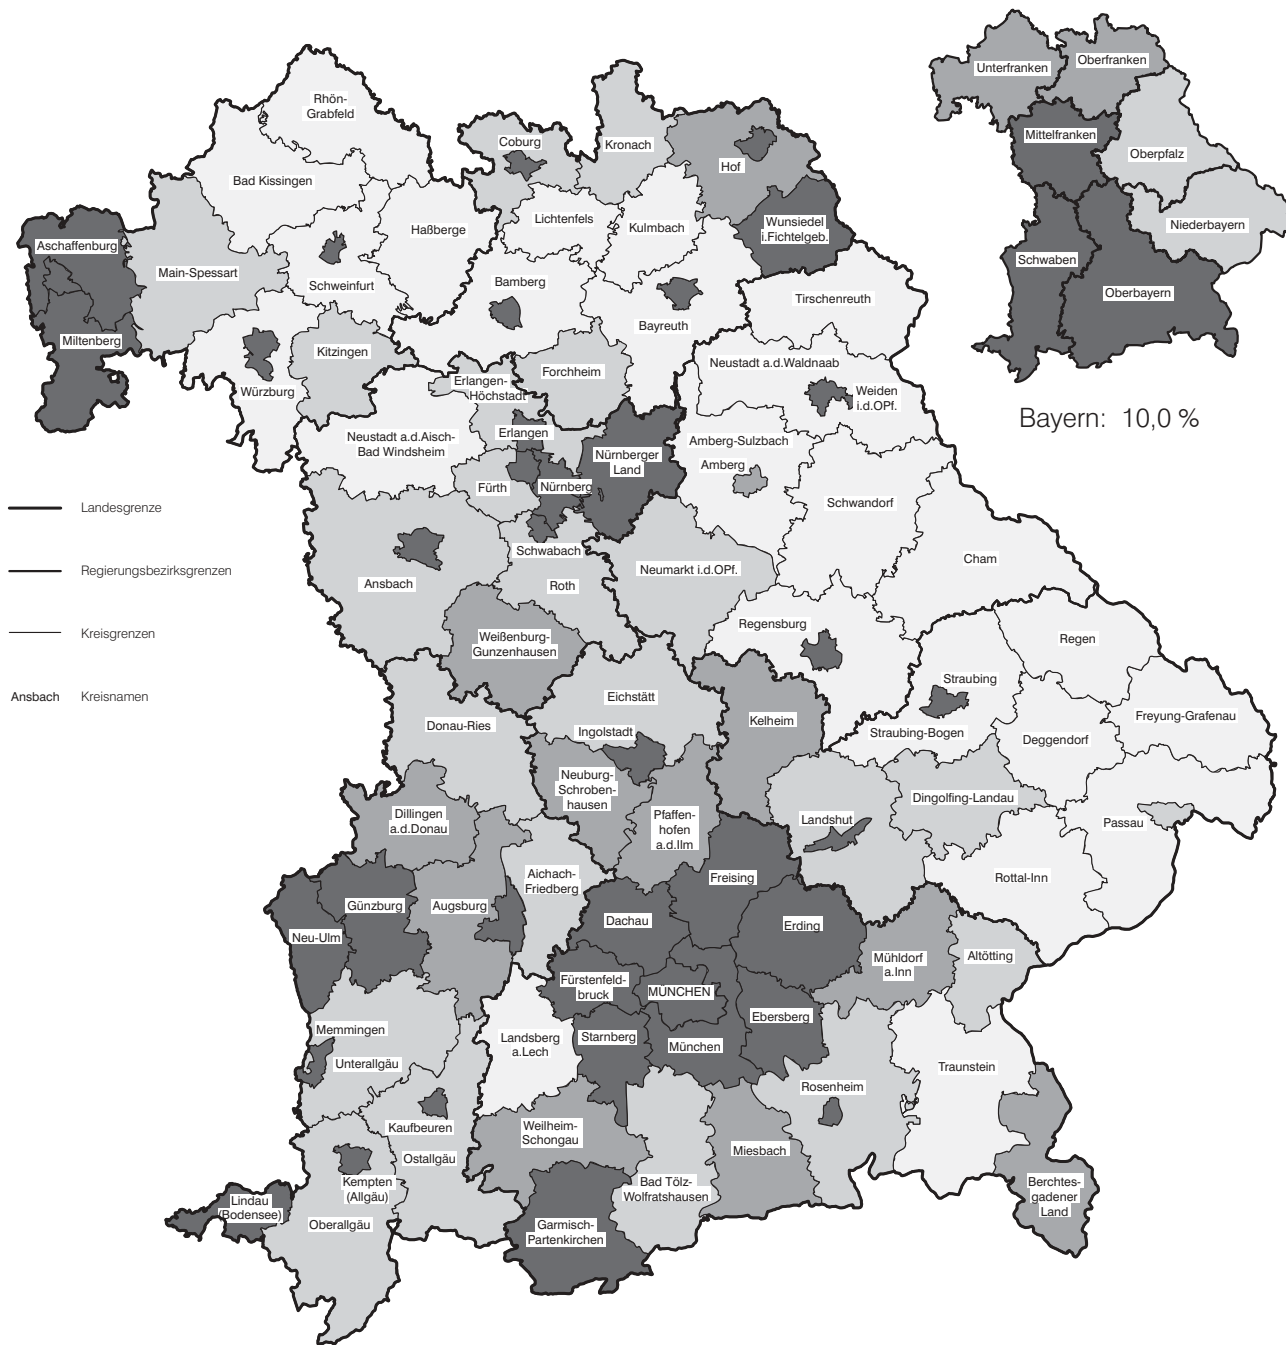 Unterfranken
Oberfranken
Mittelfranken
Oberpfalz
Niederbayern
Schwaben
Oberbayern
Bayern: 10,0 %
Rhön-
Grabfeld
Coburg
Kronach
Hof
Bad Kissingen
Lichtenfels
Kulmbach
Wunsiedel
i.Fichtelgeb.
Haßberge
Aschaffenburg
Main-Spessart
Schweinfurt
Bamberg
Bayreuth
Tirschenreuth
Miltenberg
Kitzingen
Würzburg
Forchheim
Erlangen-
Höchstadt
Neustadt a.d.Waldnaab
Weiden
i.d.OPf.
Neustadt a.d.Aisch-
Bad Windsheim
Erlangen
Nürnberger
Land
Amberg-Sulzbach
Amberg
Fürth
Nürnberg
Schwandorf
Landesgrenze
Regierungsbezirksgrenzen
Kreisgrenzen
Ansbach Kreisnamen
Ansbach
Schwabach
Roth
Neumarkt i.d.OPf.
Cham
Weißenburg-
Gunzenhausen
Regensburg
Regen
Straubing
Eichstätt
Donau-Ries
Ingolstadt
Kelheim
Straubing-Bogen
Deggendorf
Freyung-Grafenau
Neuburg-
Schroben-
hausen
Dillingen
a.d.Donau
Pfaffen-
hofen
a.d.Ilm
Landshut
Dingolfing-Landau
Passau
Aichach-
Friedberg
Freising
Rottal-Inn
Günzburg
Augsburg
Dachau
Erding
Neu-Ulm
Mühldorf
a.Inn
Altötting
Fürstenfeld-
bruck
MÜNCHEN
Ebersberg
Memmingen
Unterallgäu
Landsberg
a.Lech
Starnberg
München
Traunstein
Rosenheim
Kaufbeuren
Weilheim-
Schongau
Miesbach
Ostallgäu
Kempten
(Allgäu)
Bad Tölz-
Wolfratshausen
Berchtes-
gadener
Land
Lindau
(Bodensee)
Oberallgäu
Garmisch-
Partenkirchen